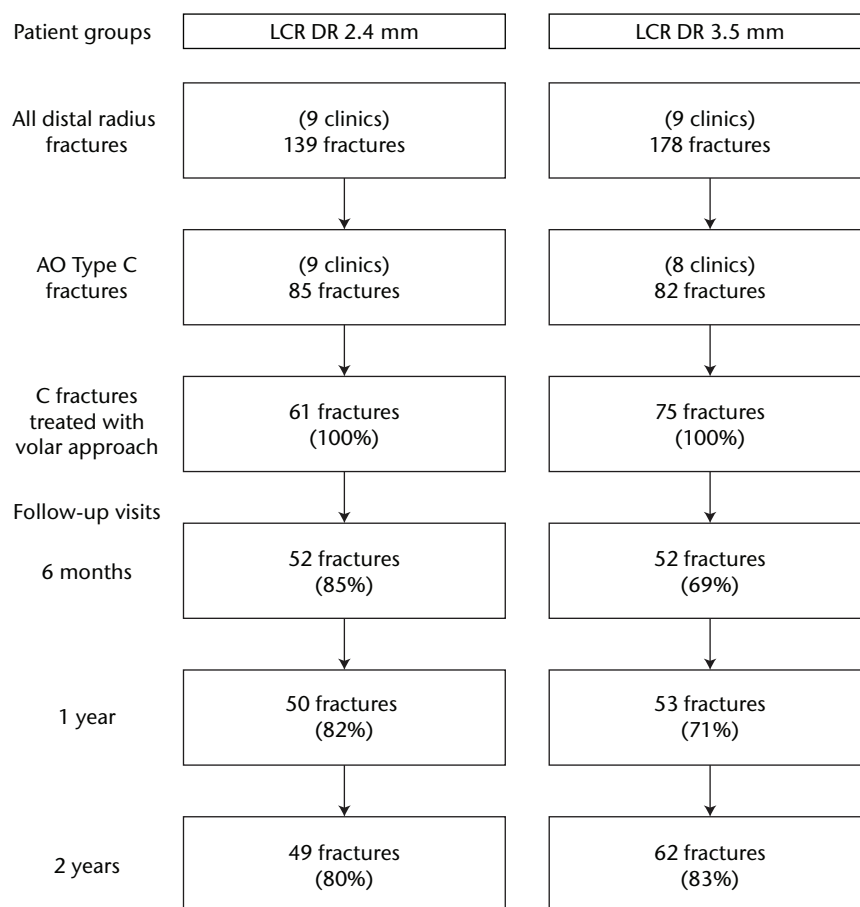 Patient groups
LCR DR 2.4 mm
LCR DR 3.5 mm
All distal radius
fractures
(9 clinics)
139 fractures
(9 clinics)
178 fractures
AO Type C
fractures
(9 clinics)
85 fractures
(8 clinics)
82 fractures
C fractures
treated with
volar approach
61 fractures
(100%)
75 fractures
(100%)
Follow-up visits
6 months
52 fractures
(85%)
52 fractures
(69%)
1 year
50 fractures
(82%)
53 fractures
(71%)
2 years
49 fractures
(80%)
62 fractures
(83%)